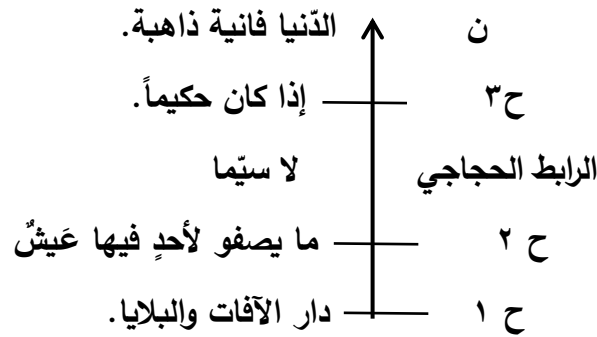 ن الدّنيا فانية ذاهبة.
ح٣ إذا كان حكيماً.
الرابط الحجاجي لا سيّما
ح ٢ ما يصفو لأحدٍ فيها عَيشٌ
ح ١ دار الآفات والبلايا.